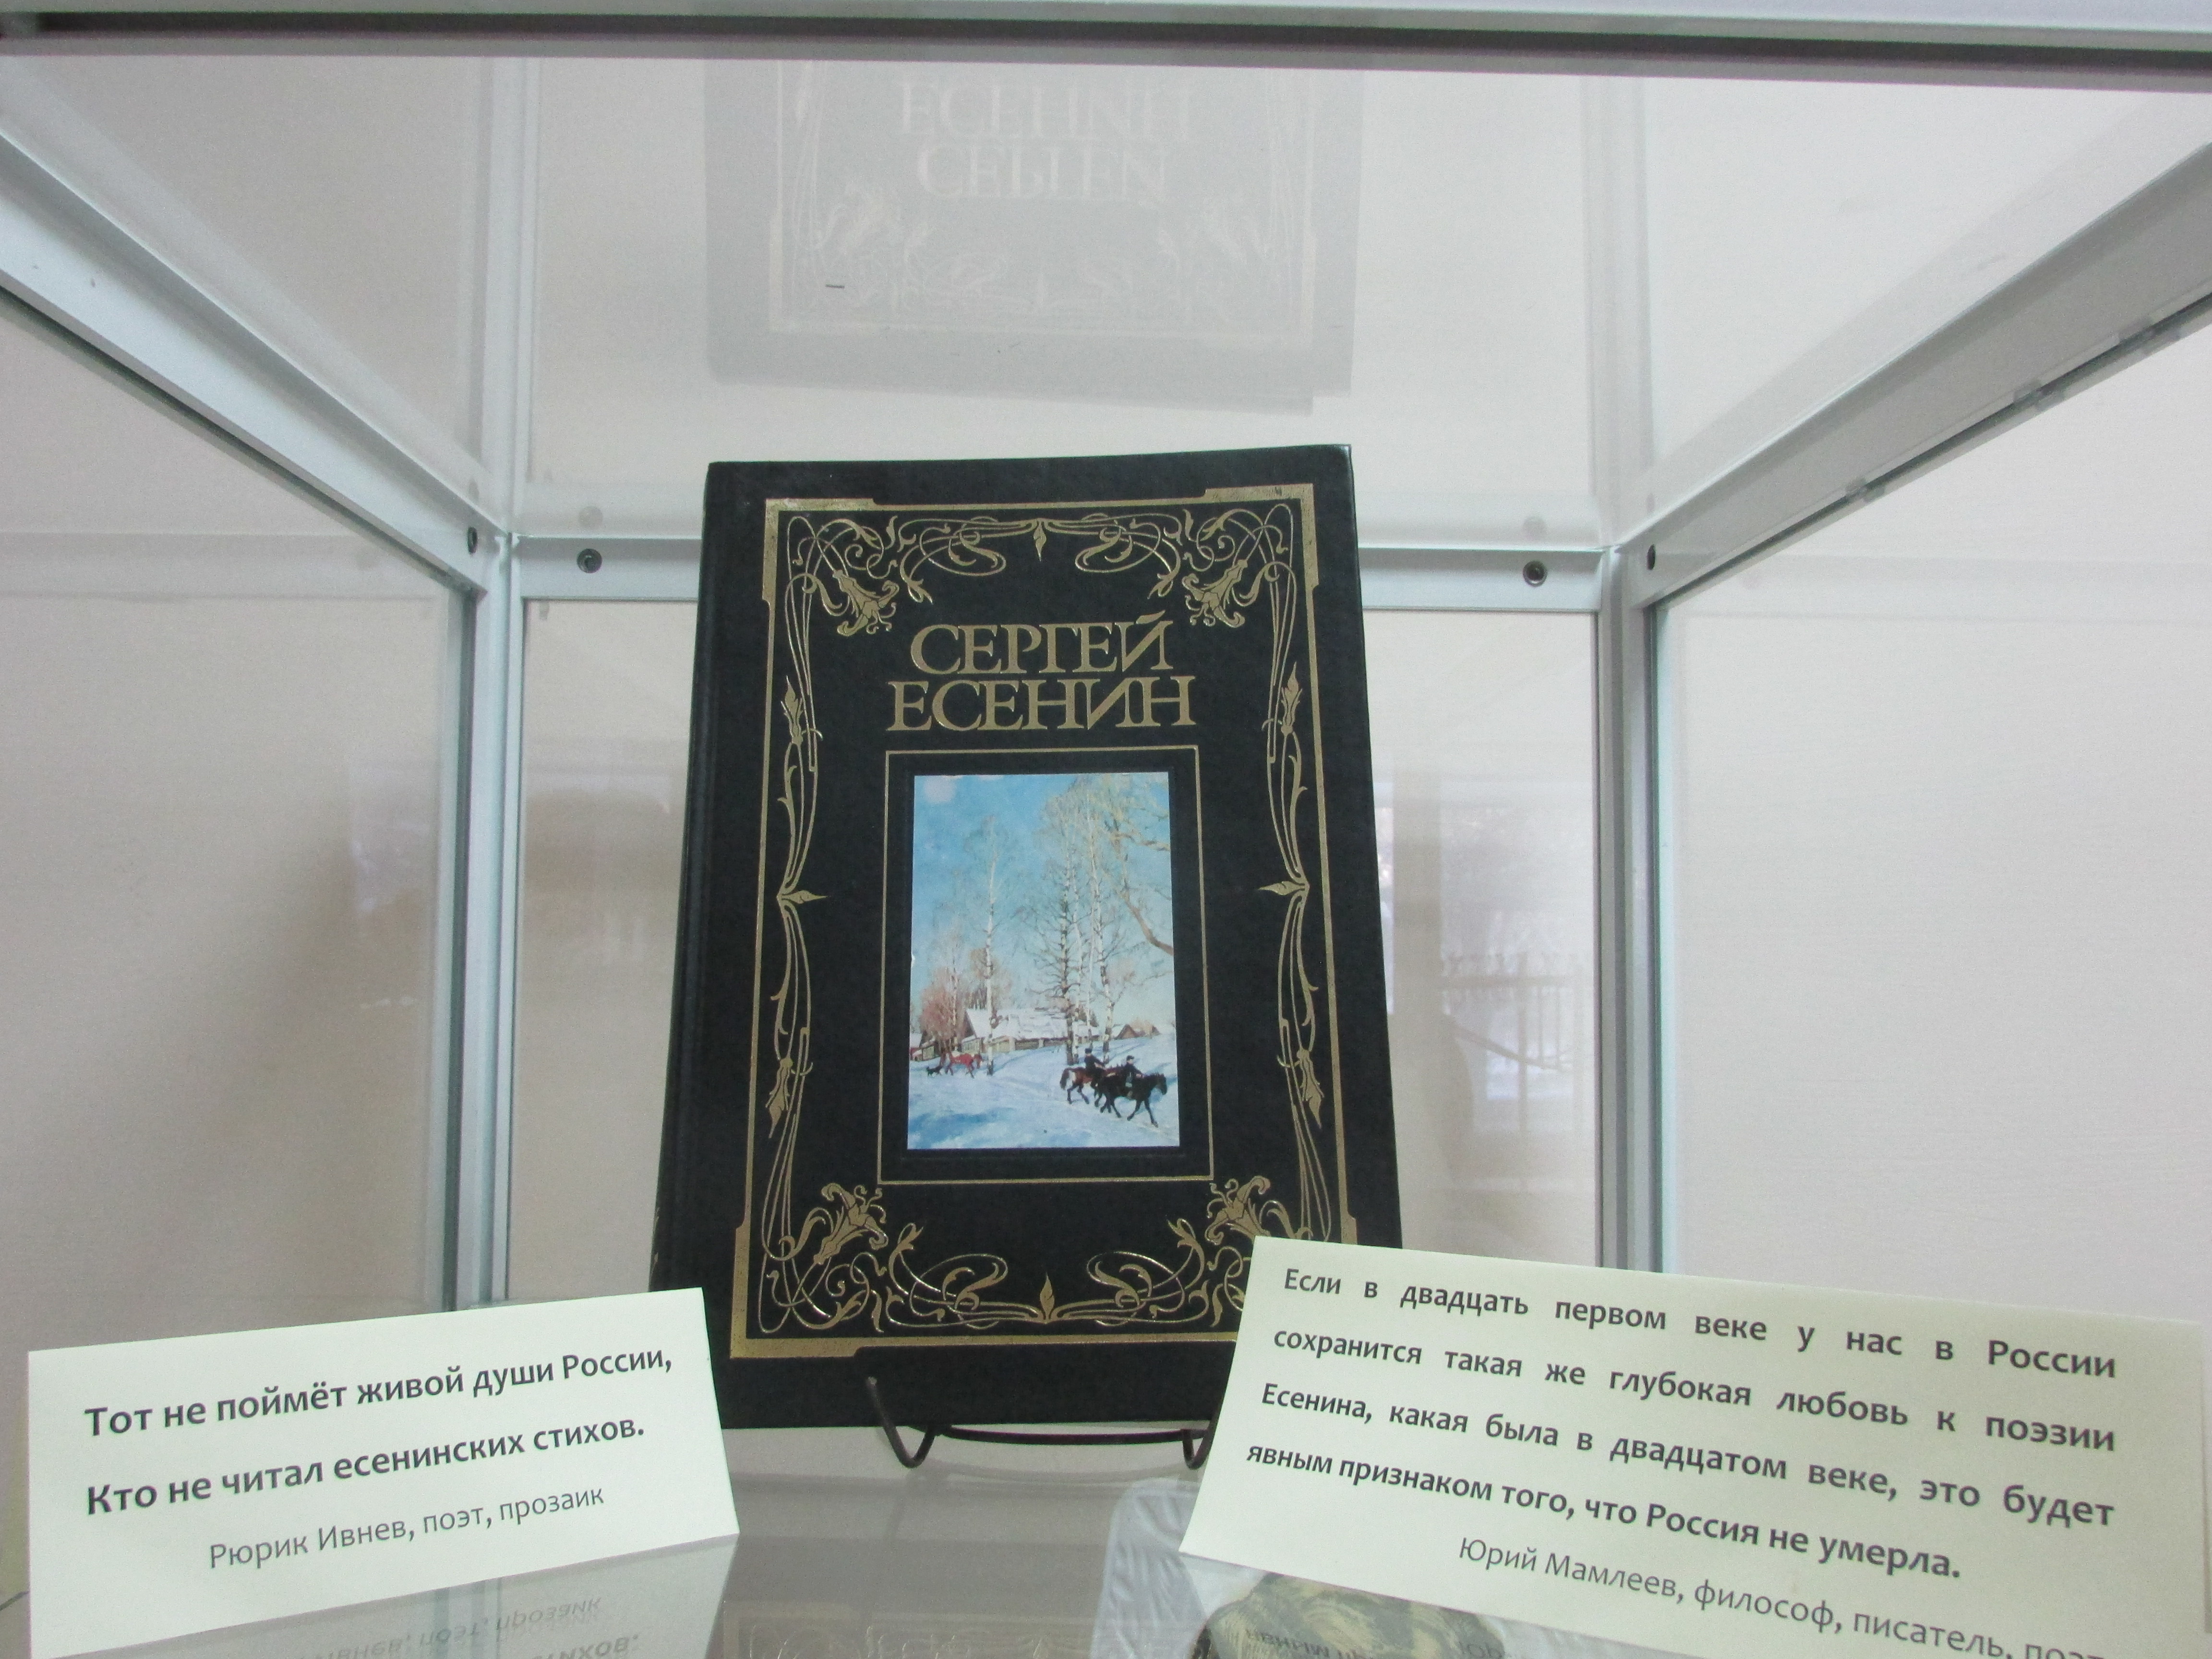 СЕРГЕЙ
ЕСЕНИН
Тот не поймёт живой души России,
Кто не читал есенинских стихов.
Рюрик Ивнев, поэт, прозаик
Если в двадцать первом веке у нас в России
сохранится такая же глубокая любовь к поэзии
Есенина, какая была в двадцатом веке, это будет
явным признаком того, что Россия не умерла.
Юрий Мамлеев, философ, писатель,